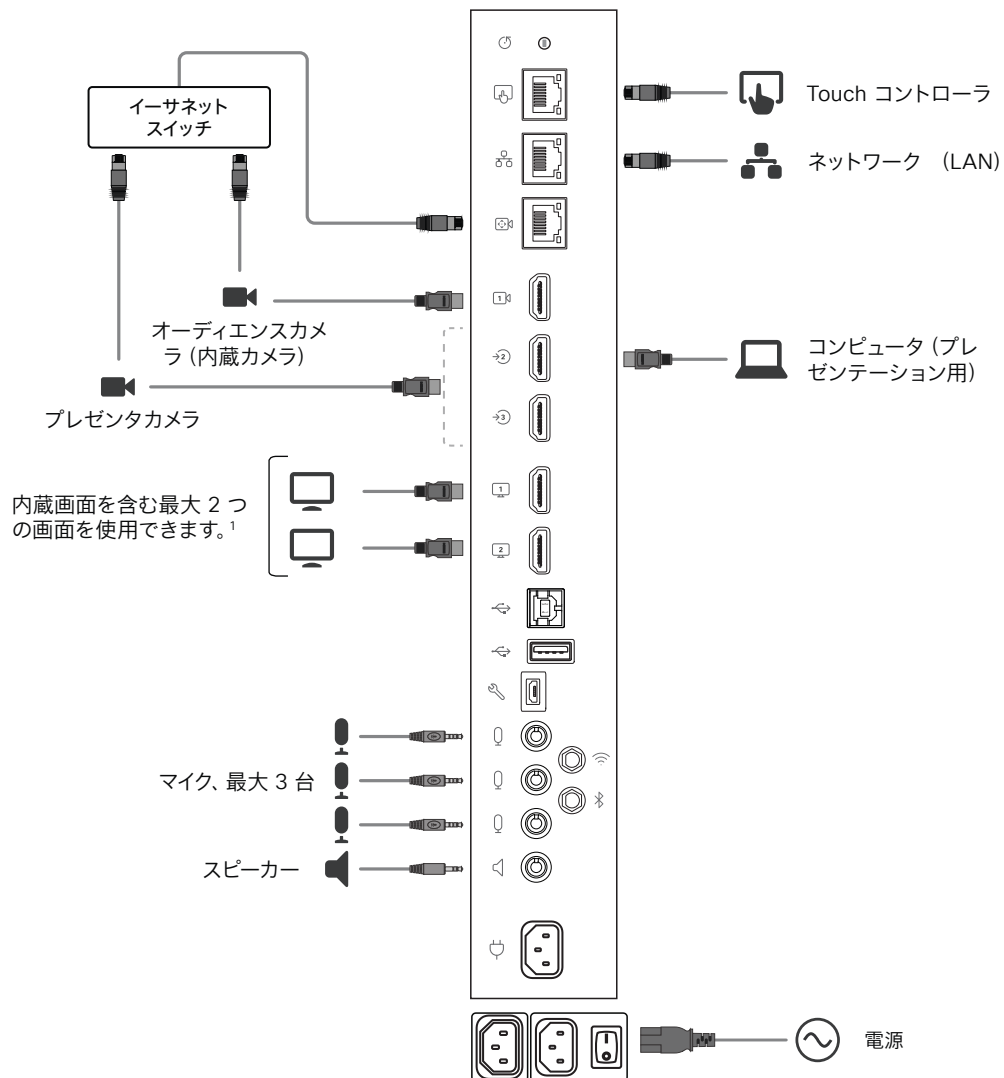 イーサネット
スイッチ
Touch コントローラ
ネットワーク (LAN)
1
オーディエンスカメ
ラ (内蔵カメラ)
2
コンピュータ (プレ
ゼンテーション用)
プレゼンタカメラ
3
内蔵画面を含む最大 2 つ
の画面を使用できます。1
1
2
マイク、最大 3 台
スピーカー
電源